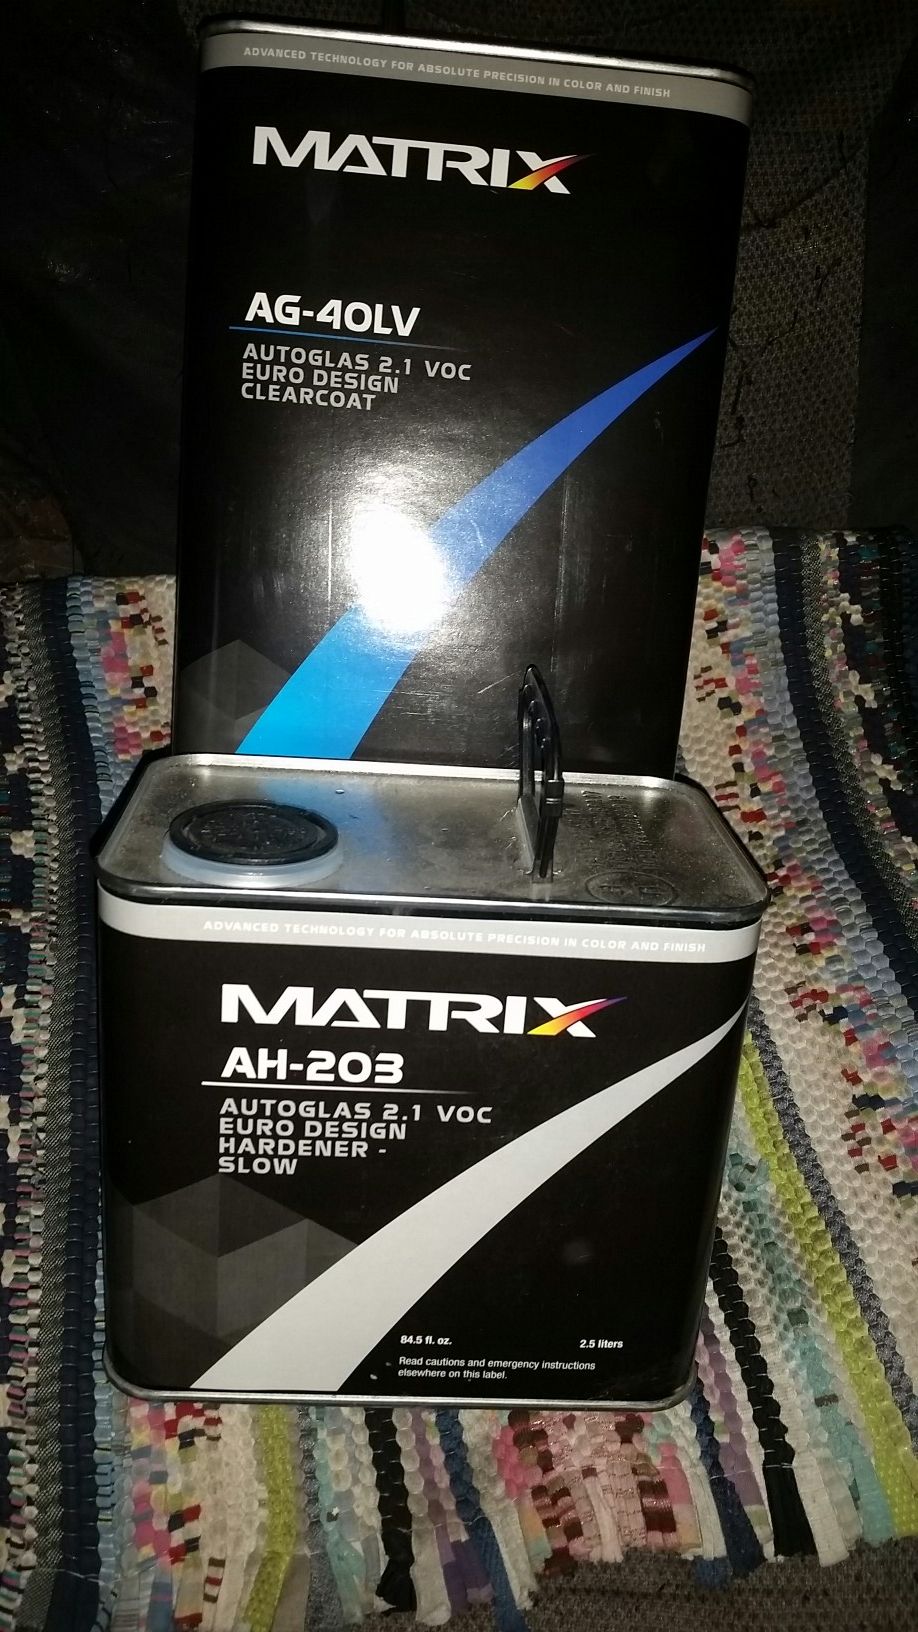 ADVANCED TECHNOLOGY FOR ABSOLUTE PRECISION IN COLOR AND FINISH
MATRIX
AG-40LV
AUTOGLAS 2.1 VOC
EURO DESIGN
CLEARCOAT
ADVANCED TECHNOLOGY FOR ABSOLUTE PRECISION IN COLOR AND FINISH
MATRIX
AH-203
AUTOGLAS 2.1 VOC
EURO DESIGN
HARDENER -
SLOW
84.5 fl. oz. 2.5 liters
Read cautions and emergency instructions
elsewhere on this label.